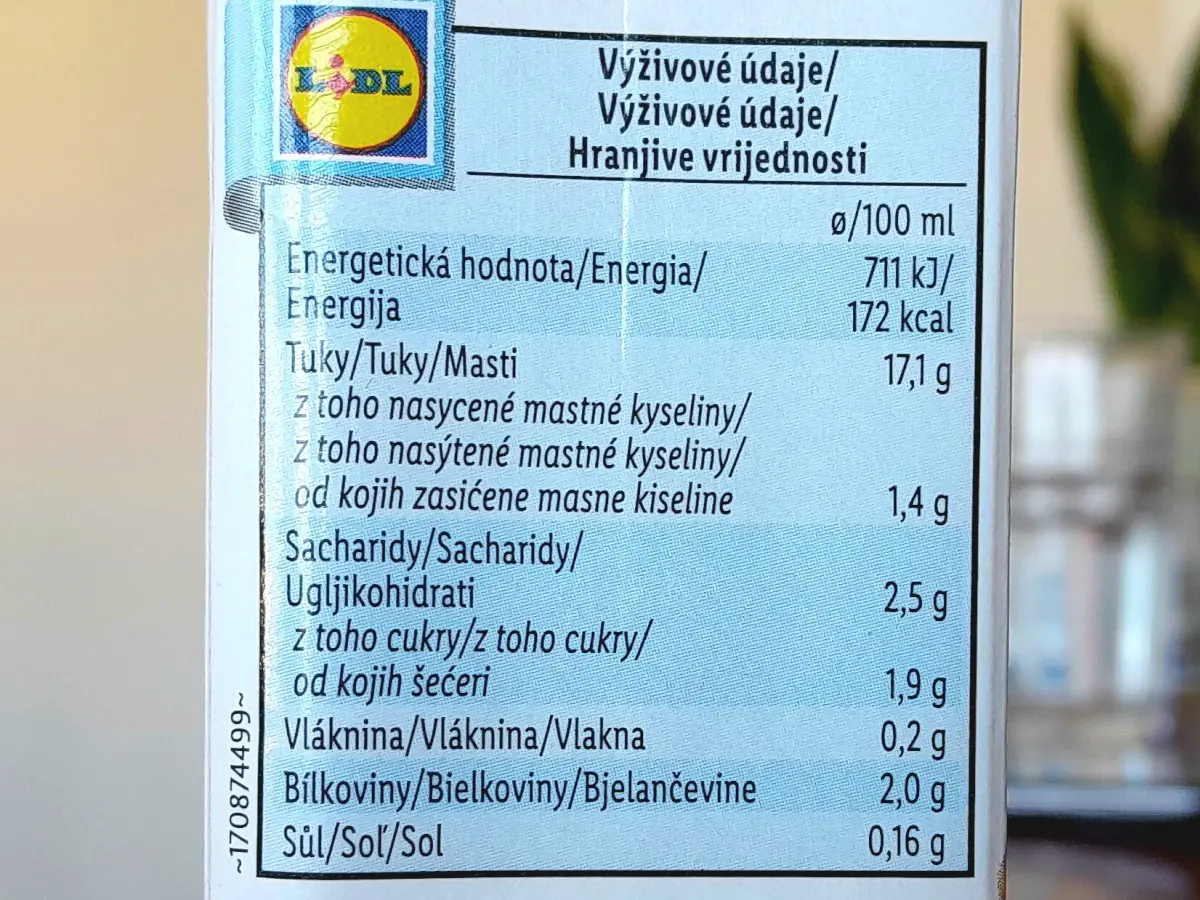 LIDL
Výživové údaje/
Výživové údaje/
Hranjive vrijednosti
ø/100 ml
Energetická hodnota/Energia/ 711 kJ/
Energija 172 kcal
Tuky/Tuky/Masti 17,1 g
z toho nasycené mastné kyseliny/
z toho nasýtené mastné kyseliny/
od kojih zasićene masne kiseline 1,4 g
Sacharidy/Sacharidy/
Ugljikohidrati 2,5 g
z toho cukry/z toho cukry/
od kojih šećeri 1,9 g
Vláknina/Vláknina/Vlakna 0,2 g
Bílkoviny/Bielkoviny/Bjelančevine 2,0 g
Sůl/Soľ/Sol 0,16 g
~170874499~